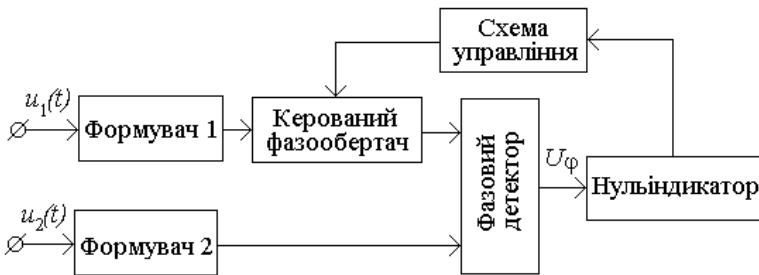 Схема
управління
u₁(t)
Формувач 1
Керований
фазообертач
Фазовий
детектор
Uφ
Нульіндикатор
u₂(t)
Формувач 2